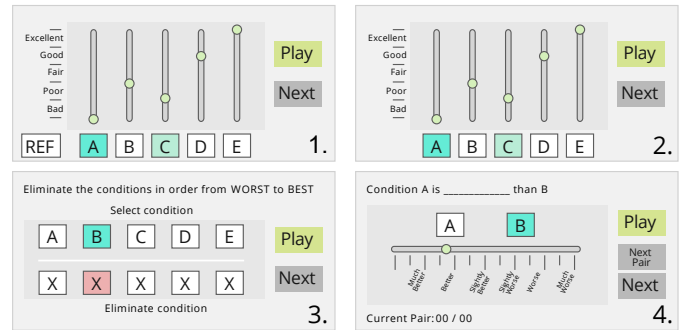 Excellent
Good
Fair
Poor
Bad
Play
Next
REF A B C D E
1.
Excellent
Good
Fair
Poor
Bad
Play
Next
A B C D E
2.
Eliminate the conditions in order from WORST to BEST
Select condition
A B C D E
X X X X X
Eliminate condition
Play
Next
3.
Condition A is _____________ than B
A B
Much Better
Better
Slightly Better
Slightly Worse
Worse
Much Worse
Current Pair: 00 / 00
Play
Next
Pair
Next
4.